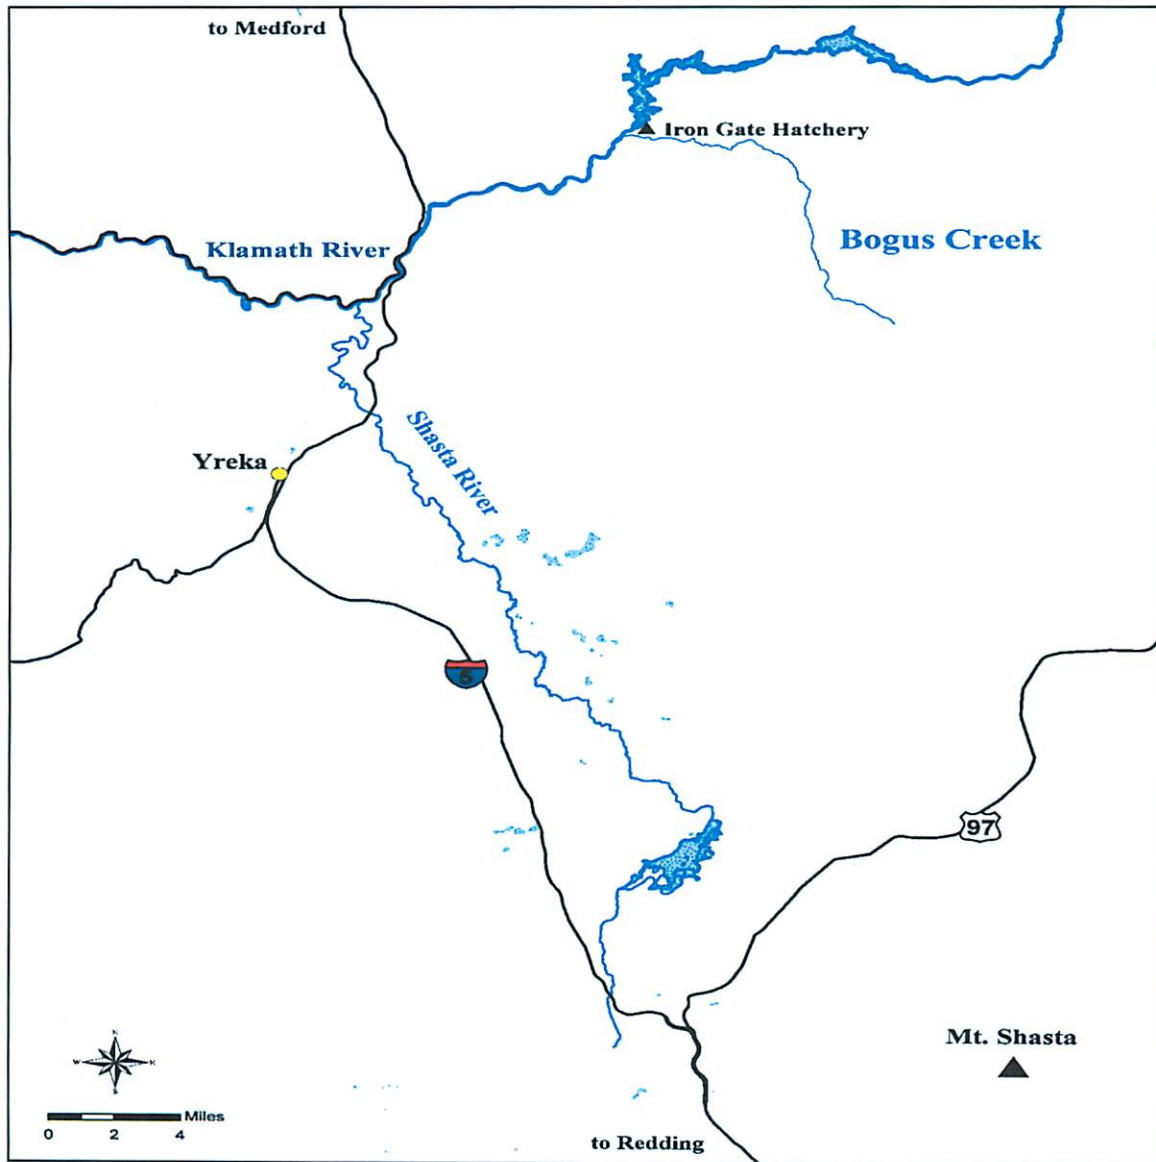 to Medford
Iron Gate Hatchery
Bogus Creek
Klamath River
Shasta River
Yreka
5
97
Mt. Shasta
N
W E
S
Miles
0 2 4
to Redding